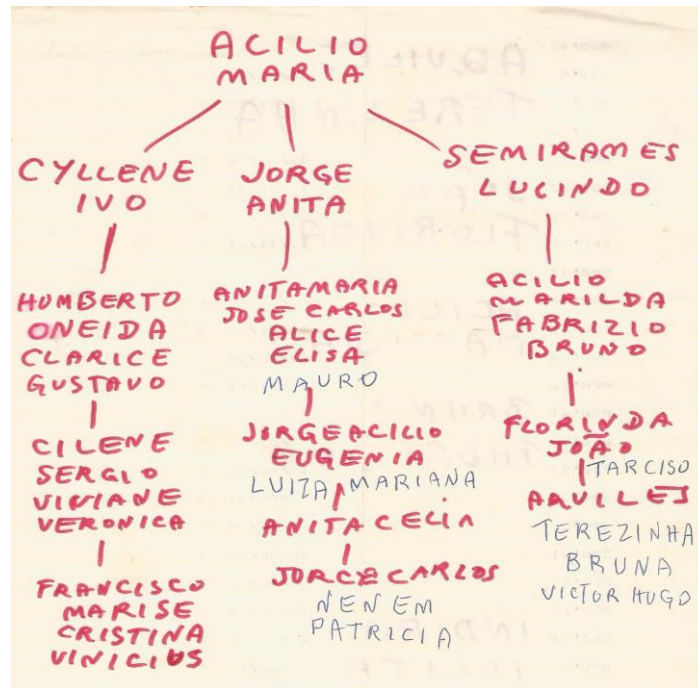 ACILIO
MARIA
CYLLENE
IVO
HUMBERTO
ONEIDA
CLARICE
GUSTAVO
CILENE
SERGIO
VIVIANE
VERONICA
FRANCISCO
MARISE
CRISTINA
VINICIUS
JORGE
ANITA
ANITAMARIA
JOSE CARLOS
ALICE
ELISA
MAURO
JORGEACILIO
EUGENIA
LUIZA MARIANA
ANITACELIA
JORGECARLOS
NENEM
PATRICIA
SEMIRAMES
LUCINDO
ACILIO
MARILDA
FABRIZIO
BRUNO
FLORINDA
JOÃO
TARCISO
AQUILES
TEREZINHA
BRUNA
VICTOR HUGO